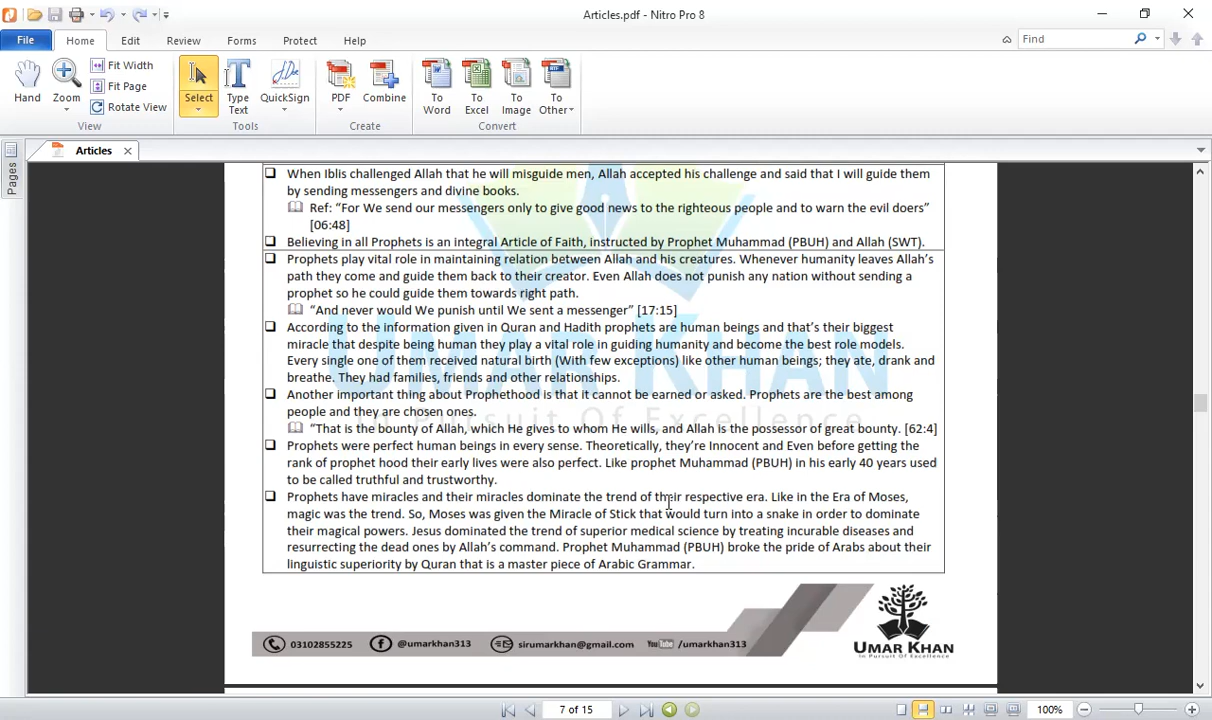 Articles.pdf - Nitro Pro 8
File Home Edit Review Forms Protect Help Find
Hand Zoom Fit Width Fit Page Rotate View Select Type Text QuickSign PDF Combine To Word To Excel To Image To Other
View Tools Create Convert
Articles
Pages
When Iblis challenged Allah that he will misguide men, Allah accepted his challenge and said that I will guide them
by sending messengers and divine books.
Ref: “For We send our messengers only to give good news to the righteous people and to warn the evil doers”
[06:48]
Believing in all Prophets is an integral Article of Faith, instructed by Prophet Muhammad (PBUH) and Allah (SWT).
Prophets play vital role in maintaining relation between Allah and his creatures. Whenever humanity leaves Allah’s
path they come and guide them back to their creator. Even Allah does not punish any nation without sending a
prophet so he could guide them towards right path.
“And never would We punish until We sent a messenger” [17:15]
According to the information given in Quran and Hadith prophets are human beings and that’s their biggest
miracle that despite being human they play a vital role in guiding humanity and become the best role models.
Every single one of them received natural birth (With few exceptions) like other human beings; they ate, drank and
breathe. They had families, friends and other relationships.
Another important thing about Prophethood is that it cannot be earned or asked. Prophets are the best among
people and they are chosen ones.
“That is the bounty of Allah, which He gives to whom He wills, and Allah is the possessor of great bounty. [62:4]
Prophets were perfect human beings in every sense. Theoretically, they’re Innocent and Even before getting the
rank of prophet hood their early lives were also perfect. Like prophet Muhammad (PBUH) in his early 40 years used
to be called truthful and trustworthy.
Prophets have miracles and their miracles dominate the trend of their respective era. Like in the Era of Moses,
magic was the trend. So, Moses was given the Miracle of Stick that would turn into a snake in order to dominate
their magical powers. Jesus dominated the trend of superior medical science by treating incurable diseases and
resurrecting the dead ones by Allah’s command. Prophet Muhammad (PBUH) broke the pride of Arabs about their
linguistic superiority by Quran that is a master piece of Arabic Grammar.
UMAR KHAN
In Pursuit Of Excellence
03102855225 @umarkhan313 sirumarkhan@gmail.com YouTube /umarkhan313
UMAR KHAN
In Pursuit Of Excellence
7 of 15 100%